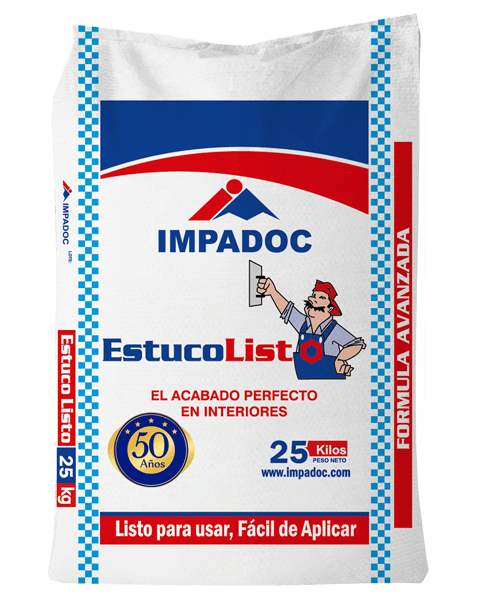 IMPADOC
EstucoListo
EL ACABADO PERFECTO
EN INTERIORES
50
Años
25 Kilos
PESO NETO
www.impadoc.com
Listo para usar, Fácil de Aplicar
IMPADOC
LOTE:
Estuco Listo
25 kg
FORMULA AVANZADA